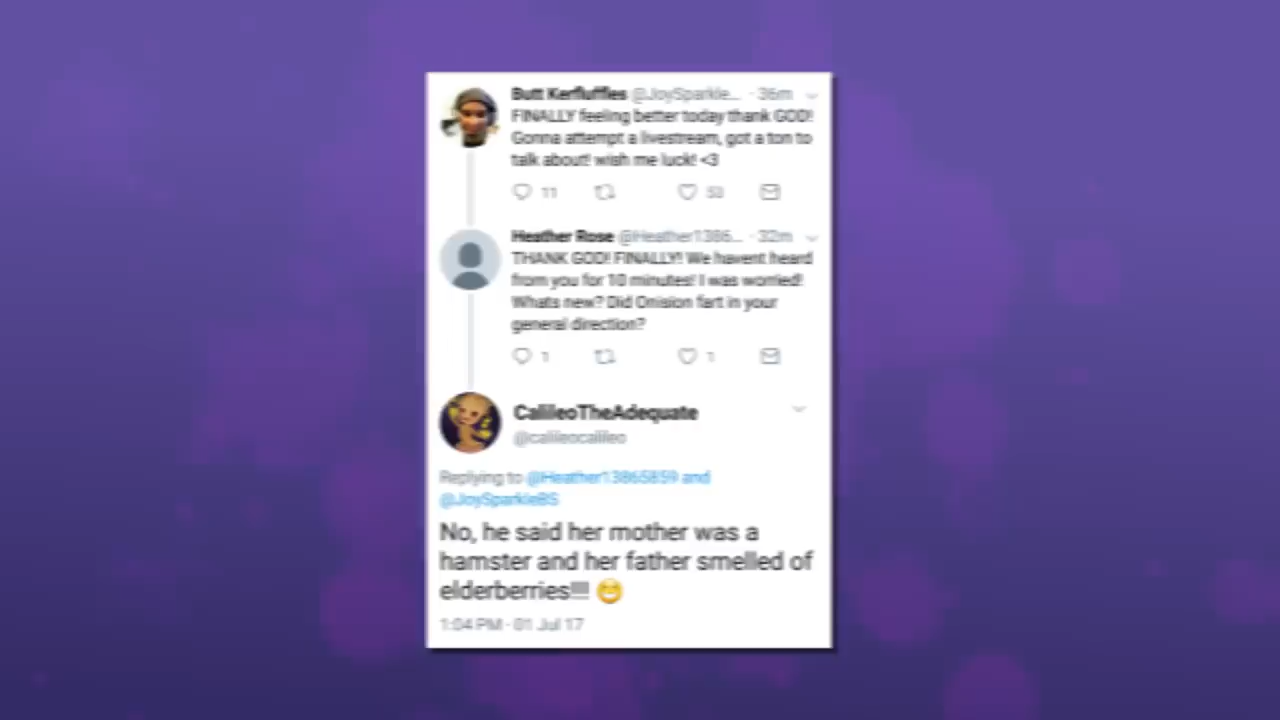 Butt Kerfluffles @JoySparkle... · 36m
FINALLY feeling better today thank GOD!
Gonna attempt a livestream, got a ton to
talk about! wish me luck! <3
11 53
Heather Rose @Heather1386... · 32m
THANK GOD! FINALLY! We havent heard
from you for 10 minutes! I was worried!
Whats new? Did Onision fart in your
general direction?
1 1
CalileoTheAdequate
@calileocalileo
Replying to @Heather13865859 and
@JoySparkleBS
No, he said her mother was a
hamster and her father smelled of
elderberries!!! 😁
1:04 PM · 01 Jul 17